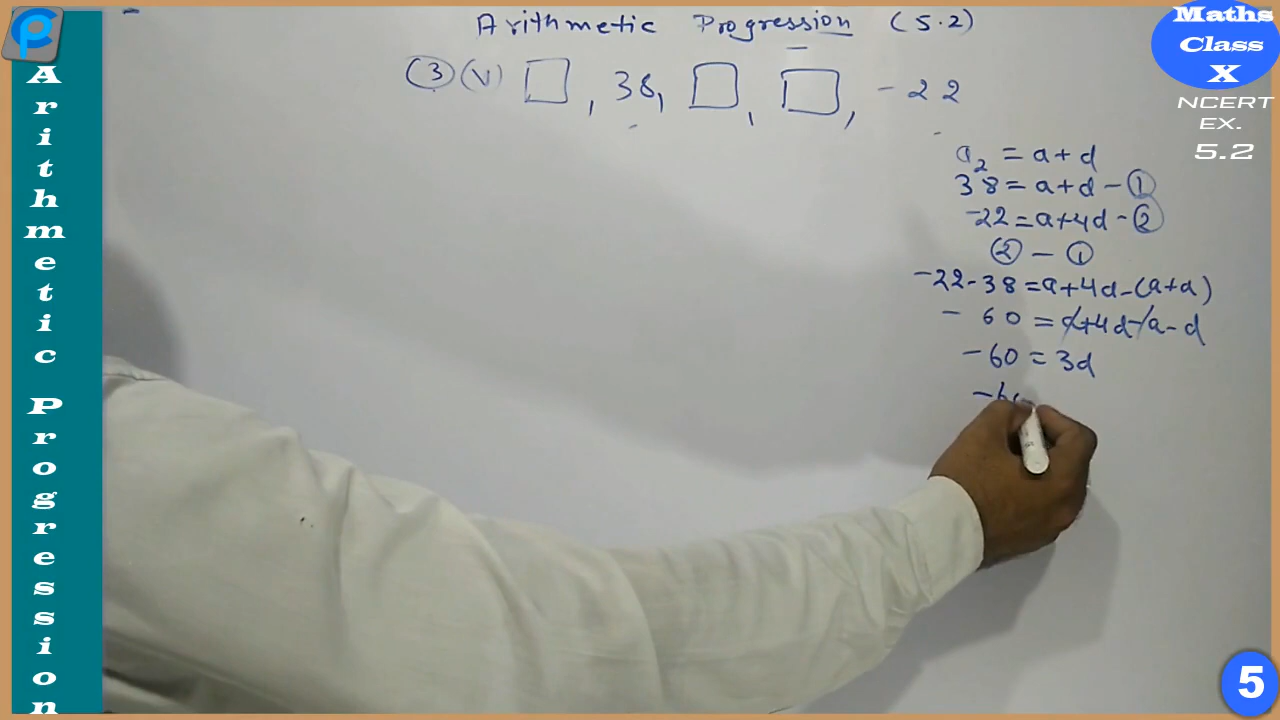 Arithmetic Progression (5.2)
(3) (v) □, 38, □, □, -22
a₂ = a+d
38 = a+d - ①
-22 = a+4d - ②
② - ①
-22-38 = a+4d-(a+d)
-60 = a+4d-a-d
-60 = 3d
Maths
Class
X
NCERT
EX.
5.2
Arithmetic Progression
5